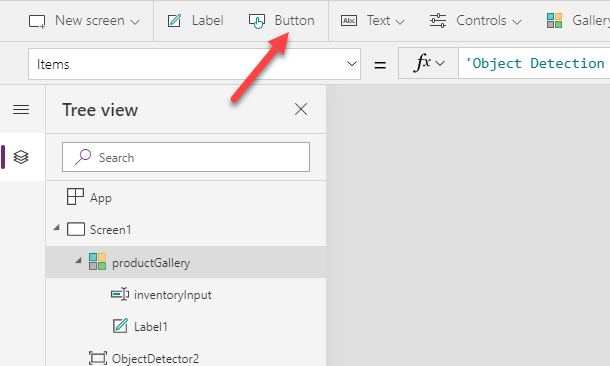 New screen Label Button Abc Text Controls Gallery
Items = fx 'Object Detection
Tree view
Search
App
Screen1
productGallery
inventoryInput
Label1
ObjectDetector2